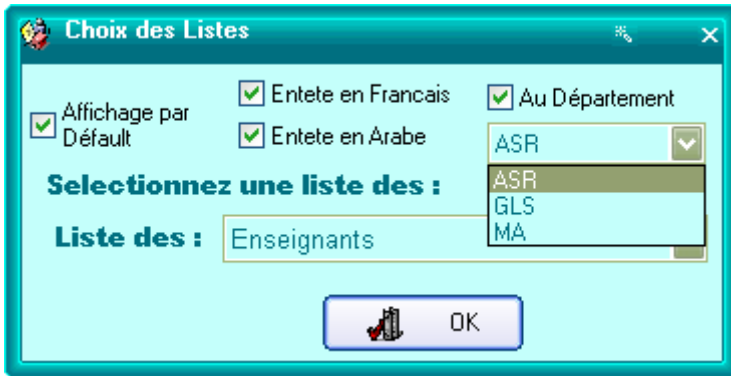 Choix des Listes
Affichage par
Défault
Entete en Francais
Entete en Arabe
Au Département
ASR
ASR
GLS
MA
Selectionnez une liste des :
Liste des :
Enseignants
OK